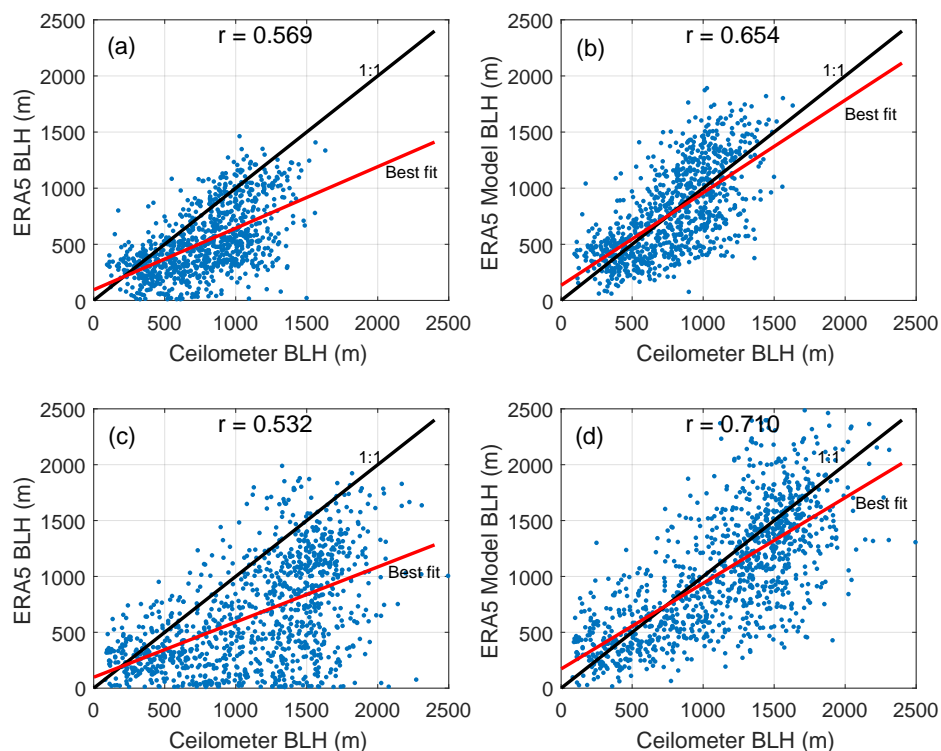 (a)
r = 0.569
1:1
Best fit
ERA5 BLH (m)
2500
2000
1500
1000
500
0
0 500 1000 1500 2000 2500
Ceilometer BLH (m)
(b)
r = 0.654
1:1
Best fit
ERA5 Model BLH (m)
2500
2000
1500
1000
500
0
0 500 1000 1500 2000 2500
Ceilometer BLH (m)
(c)
r = 0.532
1:1
Best fit
ERA5 BLH (m)
2500
2000
1500
1000
500
0
0 500 1000 1500 2000 2500
Ceilometer BLH (m)
(d)
r = 0.710
1:1
Best fit
ERA5 Model BLH (m)
2500
2000
1500
1000
500
0
0 500 1000 1500 2000 2500
Ceilometer BLH (m)